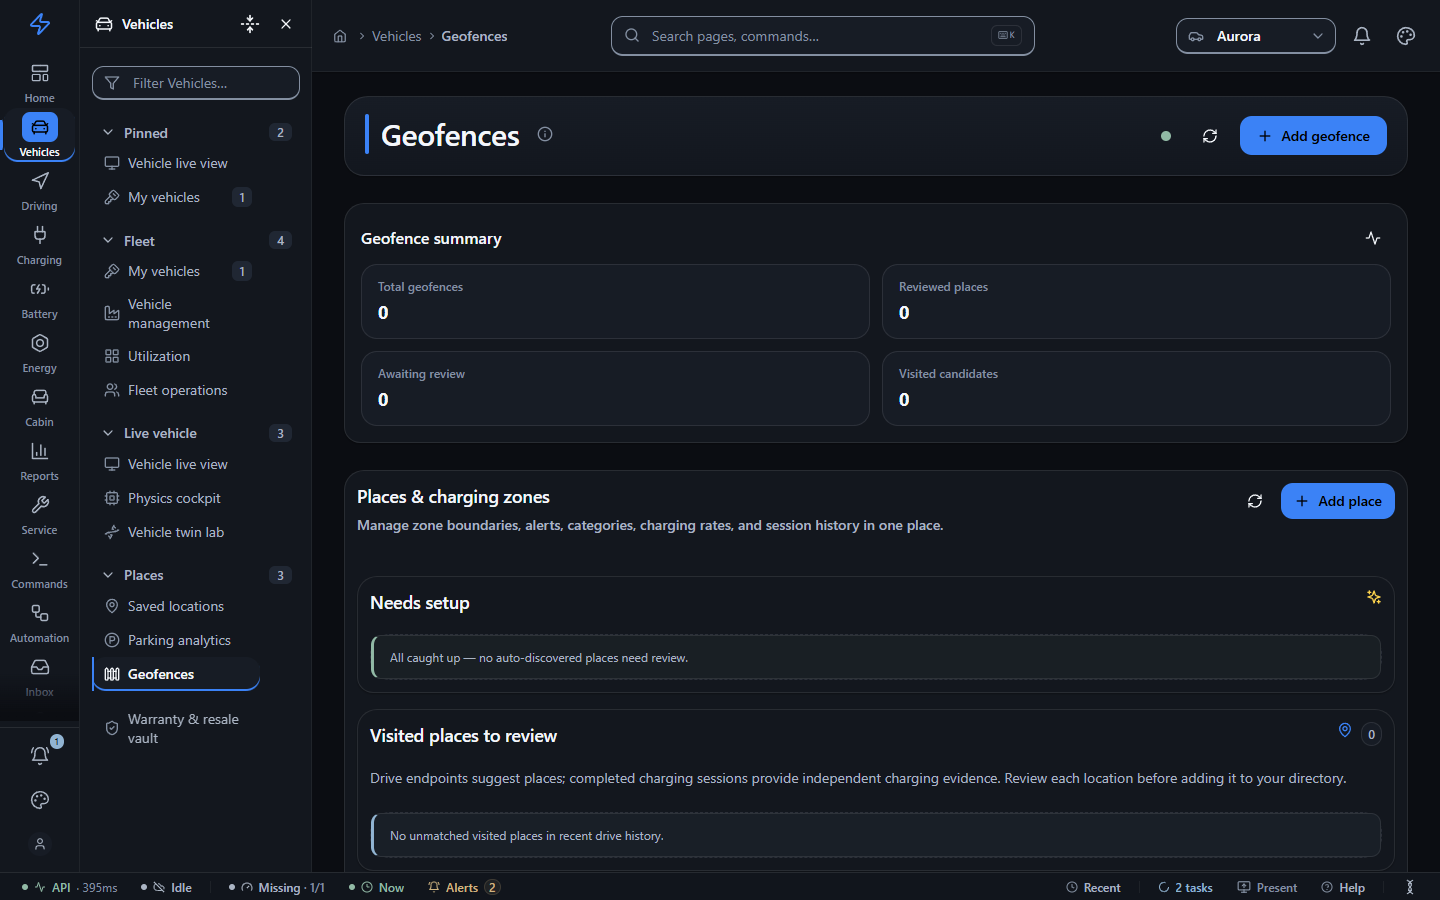 Vehicles
Vehicles
Geofences
Search pages, commands...
K
Aurora
Home
Vehicles
Driving
Charging
Battery
Energy
Cabin
Reports
Service
Commands
Automation
Inbox
1
Filter Vehicles...
Pinned 2
Vehicle live view
My vehicles 1
Fleet 4
My vehicles 1
Vehicle
management
Utilization
Fleet operations
Live vehicle 3
Vehicle live view
Physics cockpit
Vehicle twin lab
Places 3
Saved locations
Parking analytics
Geofences
Warranty & resale
vault
Geofences
Add geofence
Geofence summary
Total geofences
0
Reviewed places
0
Awaiting review
0
Visited candidates
0
Places & charging zones
Manage zone boundaries, alerts, categories, charging rates, and session history in one place.
Add place
Needs setup
All caught up — no auto-discovered places need review.
Visited places to review
0
Drive endpoints suggest places; completed charging sessions provide independent charging evidence. Review each location before adding it to your directory.
No unmatched visited places in recent drive history.
API · 395ms
Idle
Missing · 1/1
Now
Alerts 2
Recent
2 tasks
Present
Help